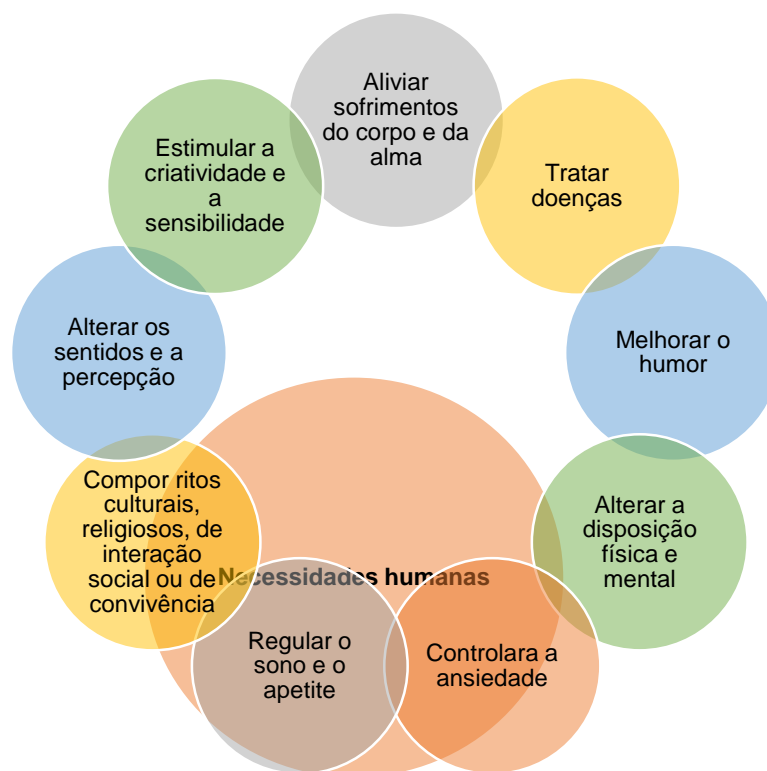 Aliviar
sofrimentos
do corpo e da
alma
Tratar
doenças
Melhorar o
humor
Alterar a
disposição
física e
mental
Controlara a
ansiedade
Regular o
sono e o
apetite
Compor ritos
culturais,
religiosos, de
interação
social ou de
convivência
Alterar os
sentidos e a
percepção
Estimular a
criatividade e
a
sensibilidade
Necessidades humanas